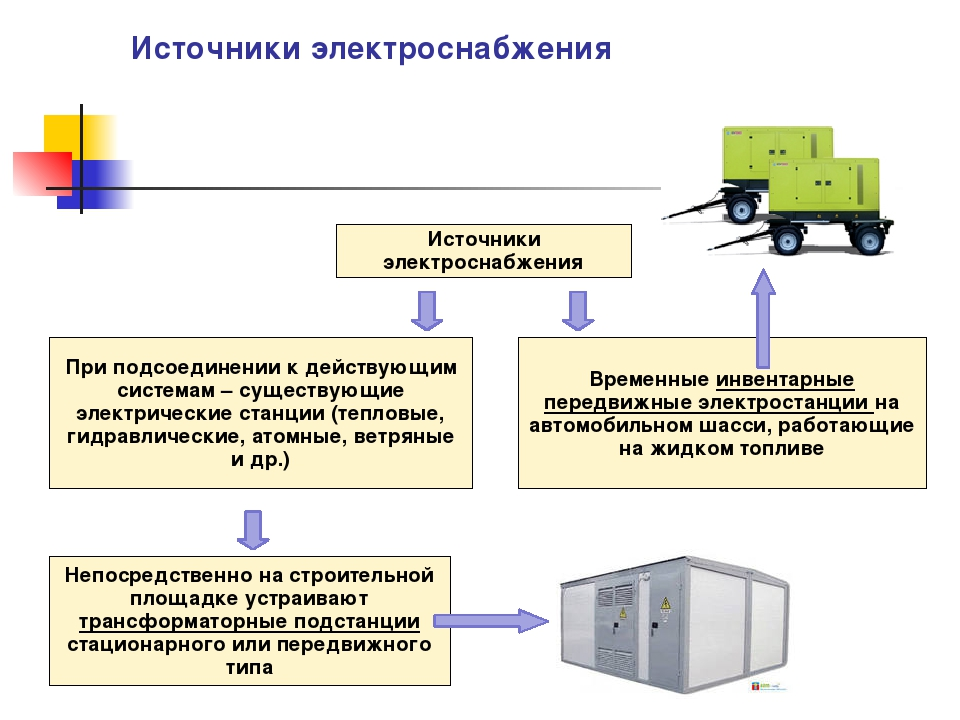 Источники электроснабжения
Источники
электроснабжения
При подсоединении к действующим
системам – существующие
электрические станции (тепловые,
гидравлические, атомные, ветряные
и др.)
Временные инвентарные
передвижные электростанции на
автомобильном шасси, работающие
на жидком топливе
Непосредственно на строительной
площадке устраивают
трансформаторные подстанции
стационарного или передвижного
типа